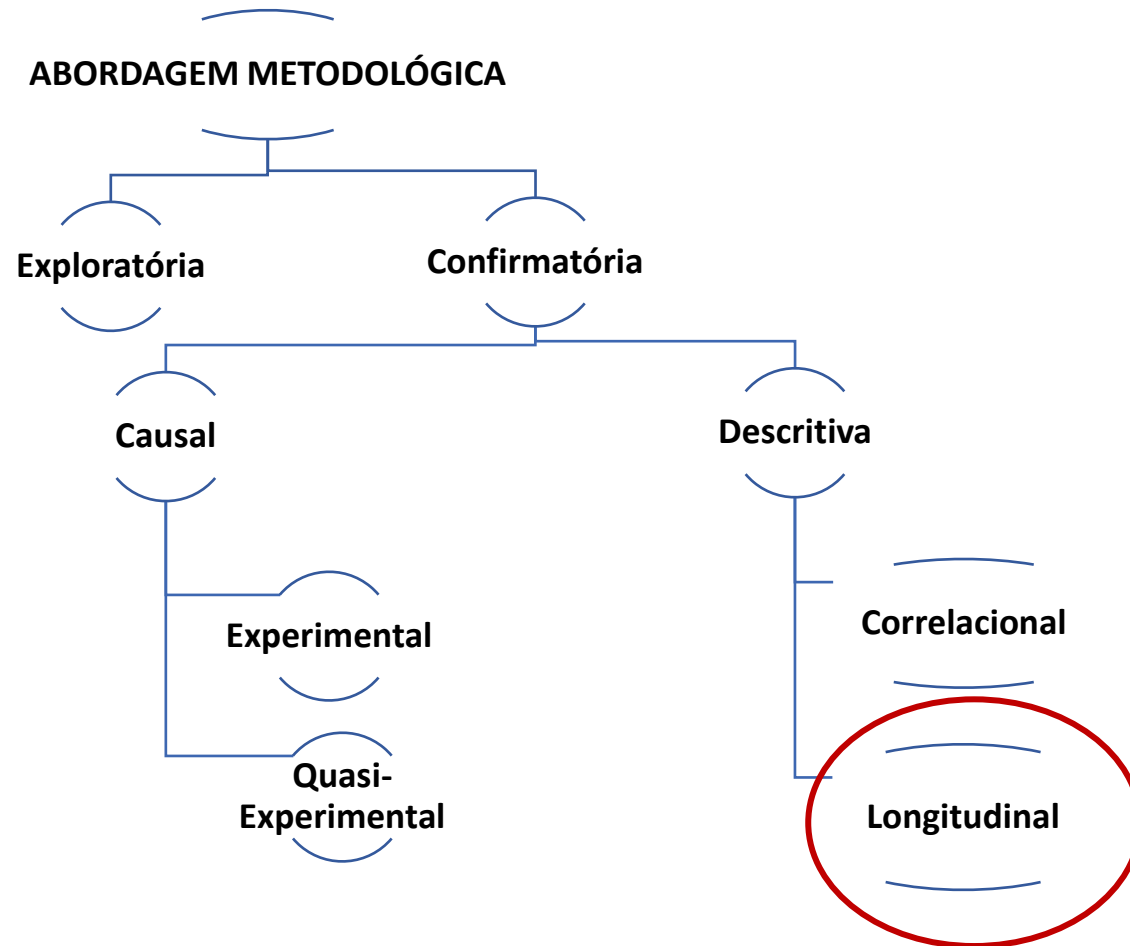 ABORDAGEM METODOLÓGICA
Exploratória
Confirmatória
Causal
Descritiva
Experimental
Correlacional
Quasi-
Experimental
Longitudinal